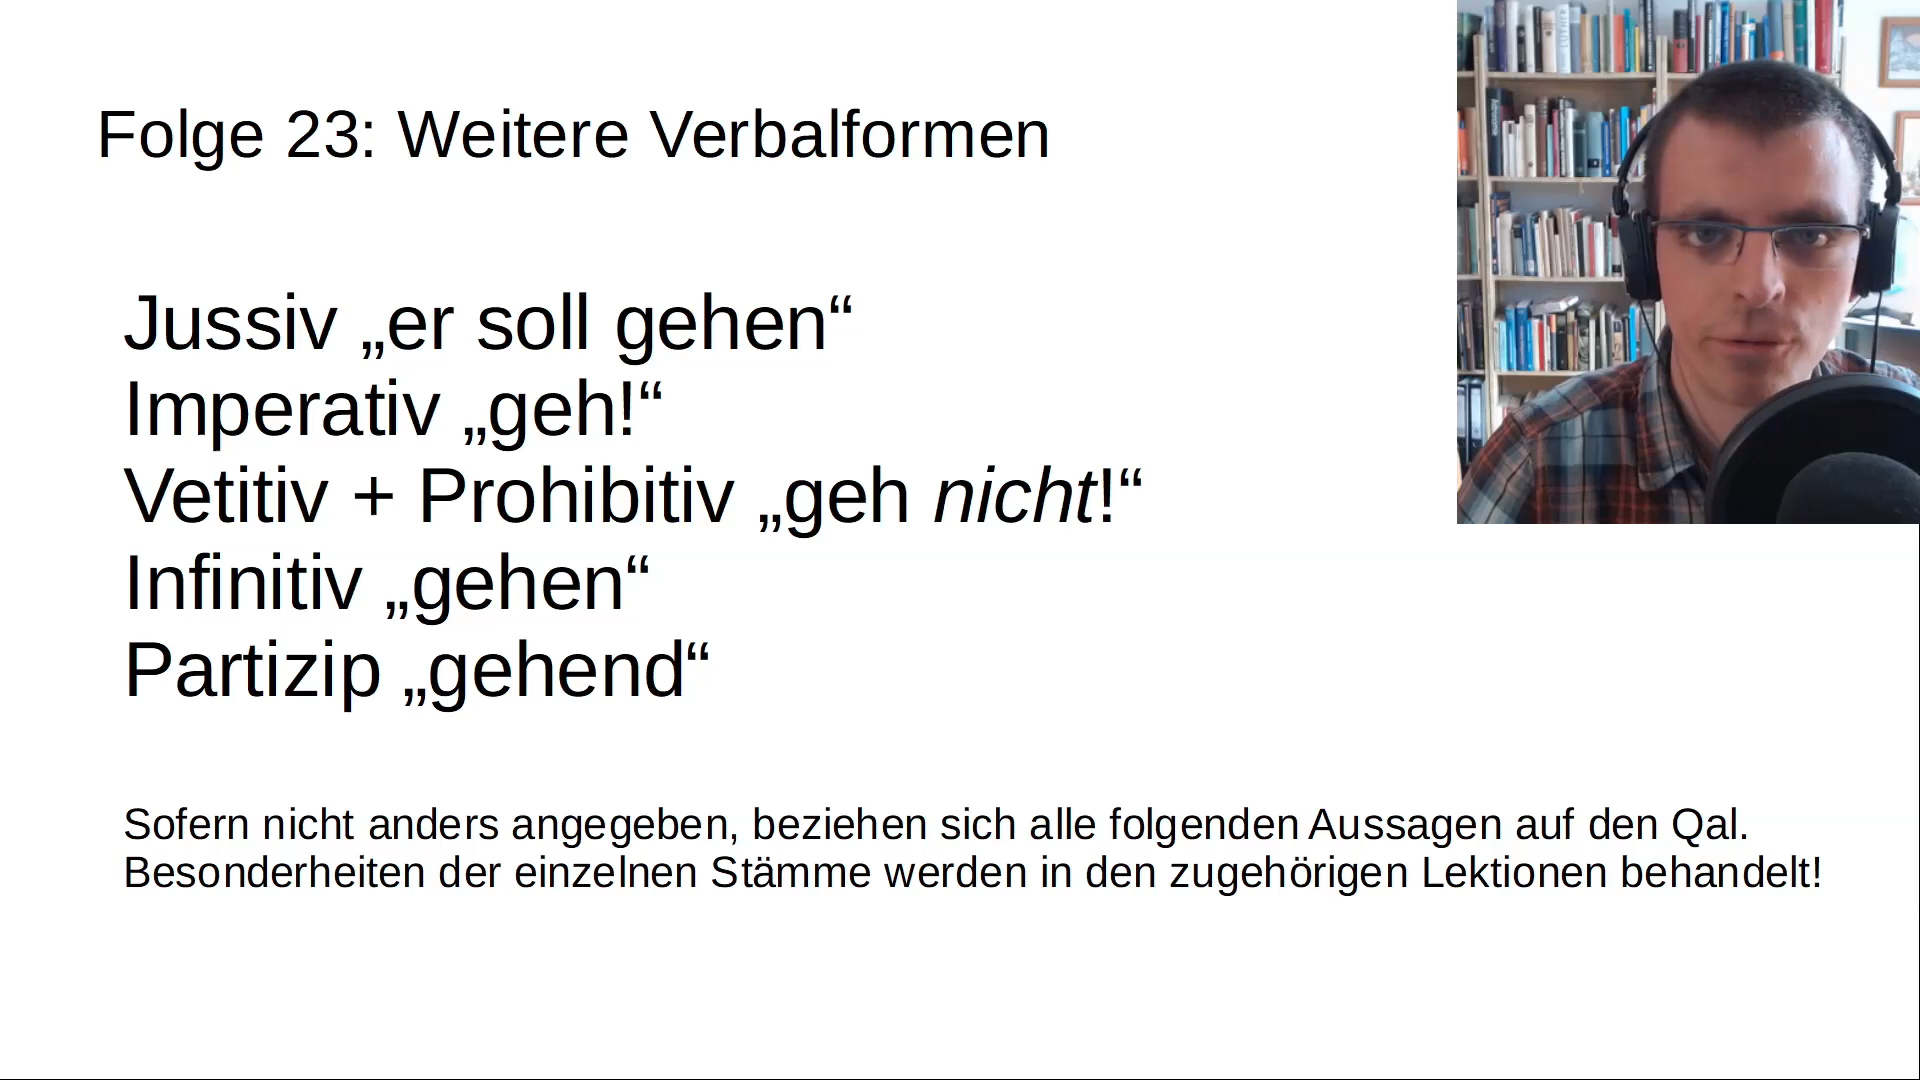 Folge 23: Weitere Verbalformen
Jussiv „er soll gehen“
Imperativ „geh!“
Vetitiv + Prohibitiv „geh nicht!“
Infinitiv „gehen“
Partizip „gehend“
Sofern nicht anders angegeben, beziehen sich alle folgenden Aussagen auf den Qal.
Besonderheiten der einzelnen Stämme werden in den zugehörigen Lektionen behandelt!